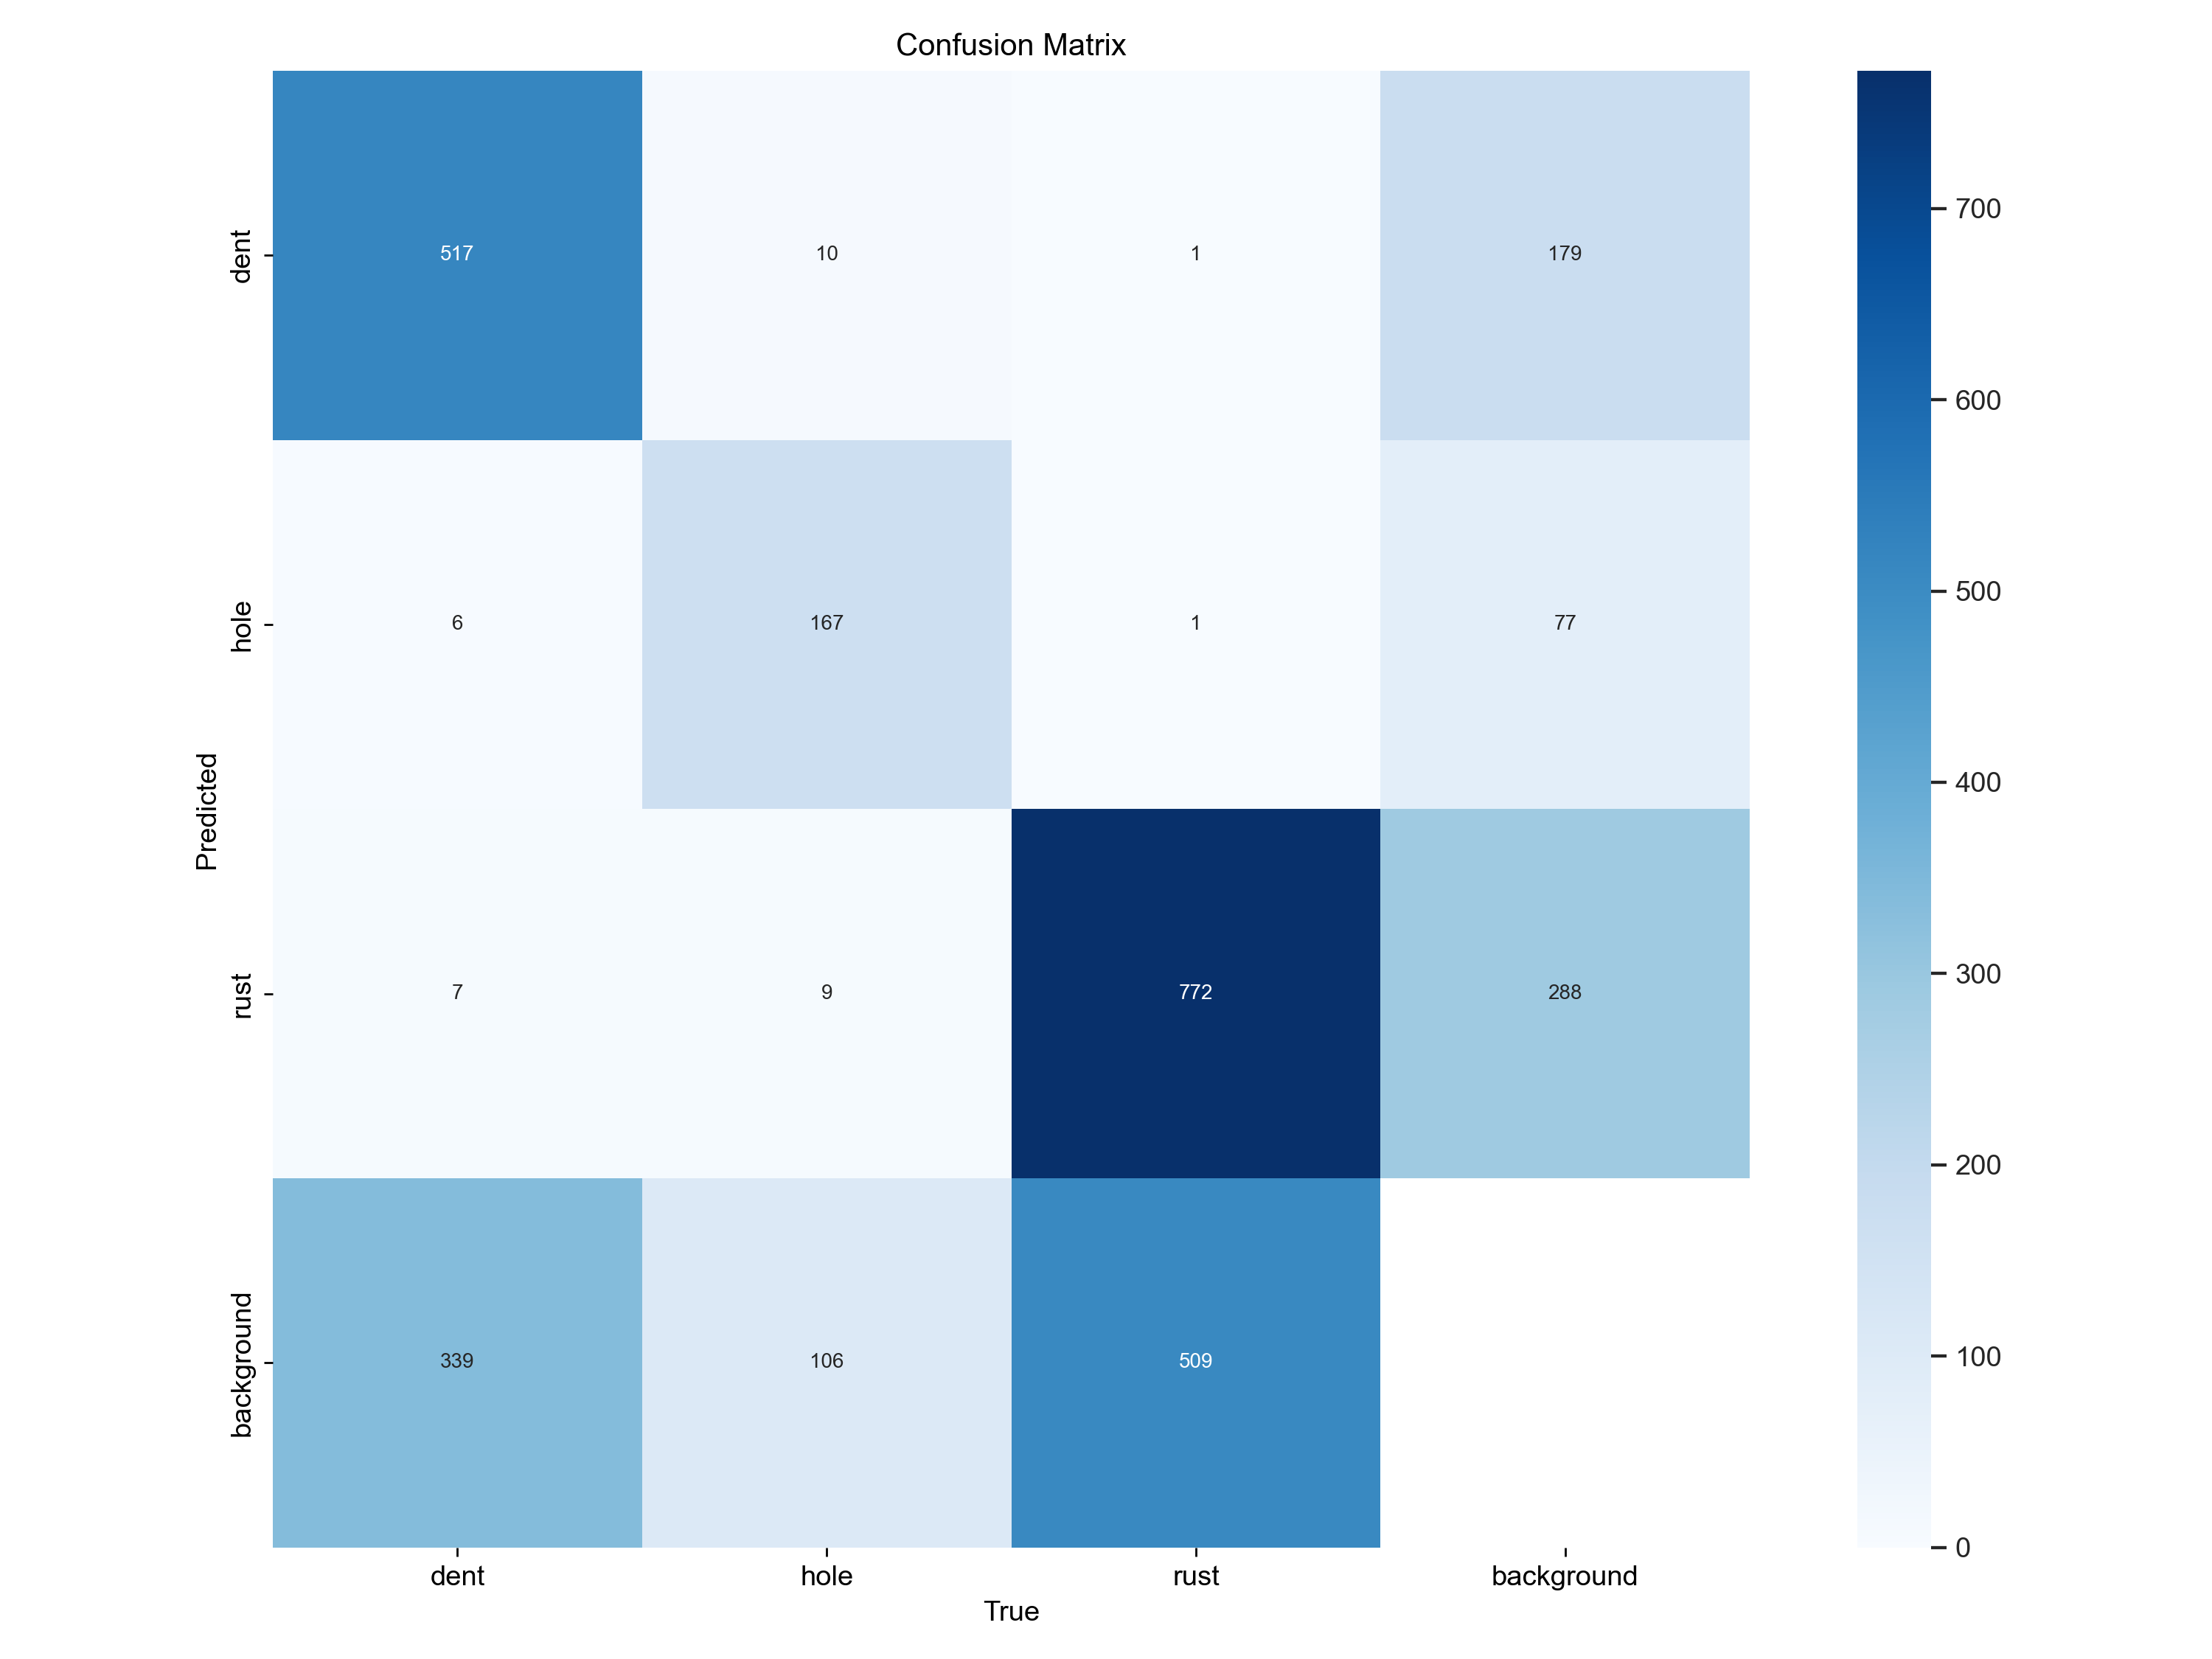 Confusion Matrix
dent
517
10
1
179
hole
6
167
1
77
rust
7
9
772
288
background
339
106
509
Predicted
dent
hole
rust
background
True
700
600
500
400
300
200
100
0